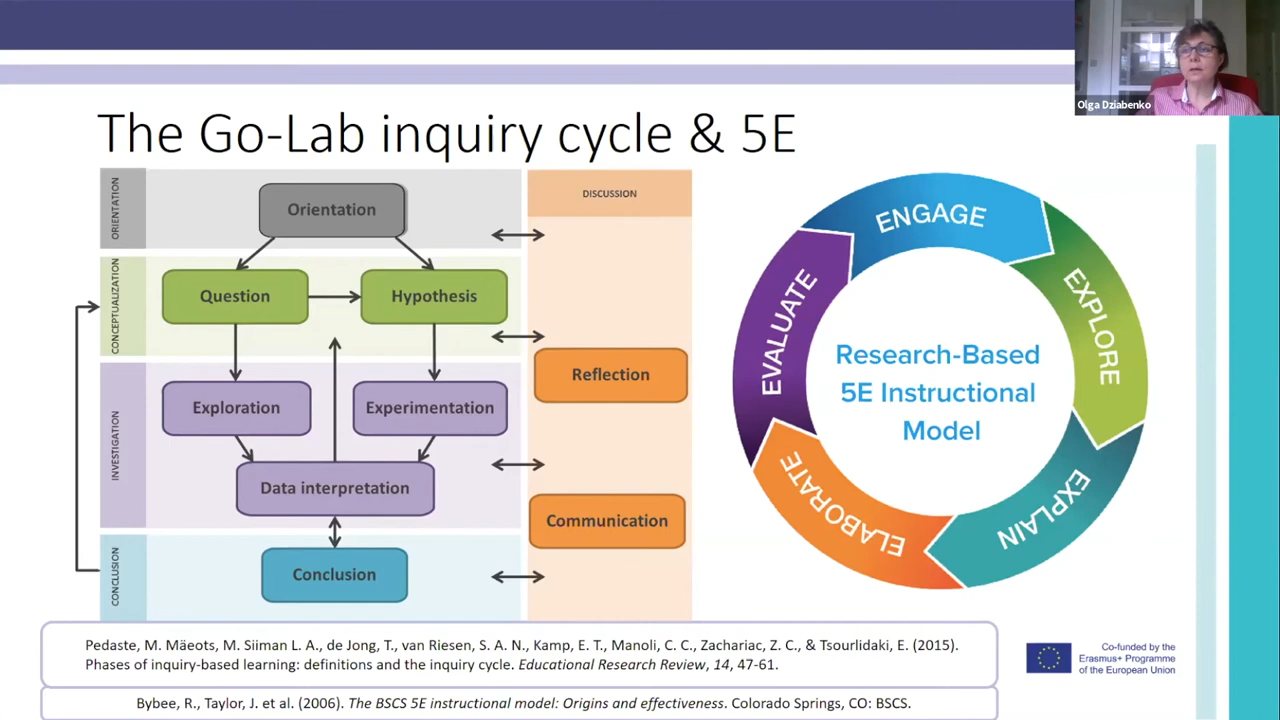 Olga Dziabenko
The Go-Lab inquiry cycle & 5E
ORIENTATION
Orientation
CONCEPTUALIZATION
Question
Hypothesis
INVESTIGATION
Exploration
Experimentation
Data interpretation
CONCLUSION
Conclusion
DISCUSSION
Reflection
Communication
ENGAGE
EXPLORE
EXPLAIN
ELABORATE
EVALUATE
Research-Based
5E Instructional
Model
Pedaste, M. Mäeots, M. Siiman L. A., de Jong, T., van Riesen, S. A. N., Kamp, E. T., Manoli, C. C., Zachariac, Z. C., & Tsourlidaki, E. (2015).
Phases of inquiry-based learning: definitions and the inquiry cycle. Educational Research Review, 14, 47-61.
Bybee, R., Taylor, J. et al. (2006). The BSCS 5E instructional model: Origins and effectiveness. Colorado Springs, CO: BSCS.
Co-funded by the
Erasmus+ Programme
of the European Union